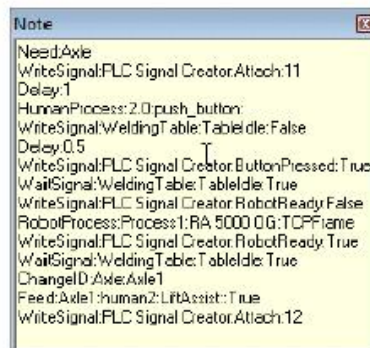 Note
Need:Axle
WriteSignal:PLC Signal Creator:Attach:11
Delay:1
HumanProcess:2.0:push_button:
WriteSignal:WeldingTable:TableIdle:False
Delay:0.5
WriteSignal:PLC Signal Creator:ButtonPressed:True
WaitSignal:WeldingTable:TableIdle:True
WriteSignal:PLC Signal Creator:RobotReady:False
RobotProcess:Process1:RA 5000 OG:TCPFrame
WriteSignal:PLC Signal Creator:RobotReady:True
WaitSignal:WeldingTable:TableIdle:True
ChangeID:Axle:Axle1
Feed:Axle1:human2:LiftAssist::True
WriteSignal:PLC Signal Creator:Attach:12